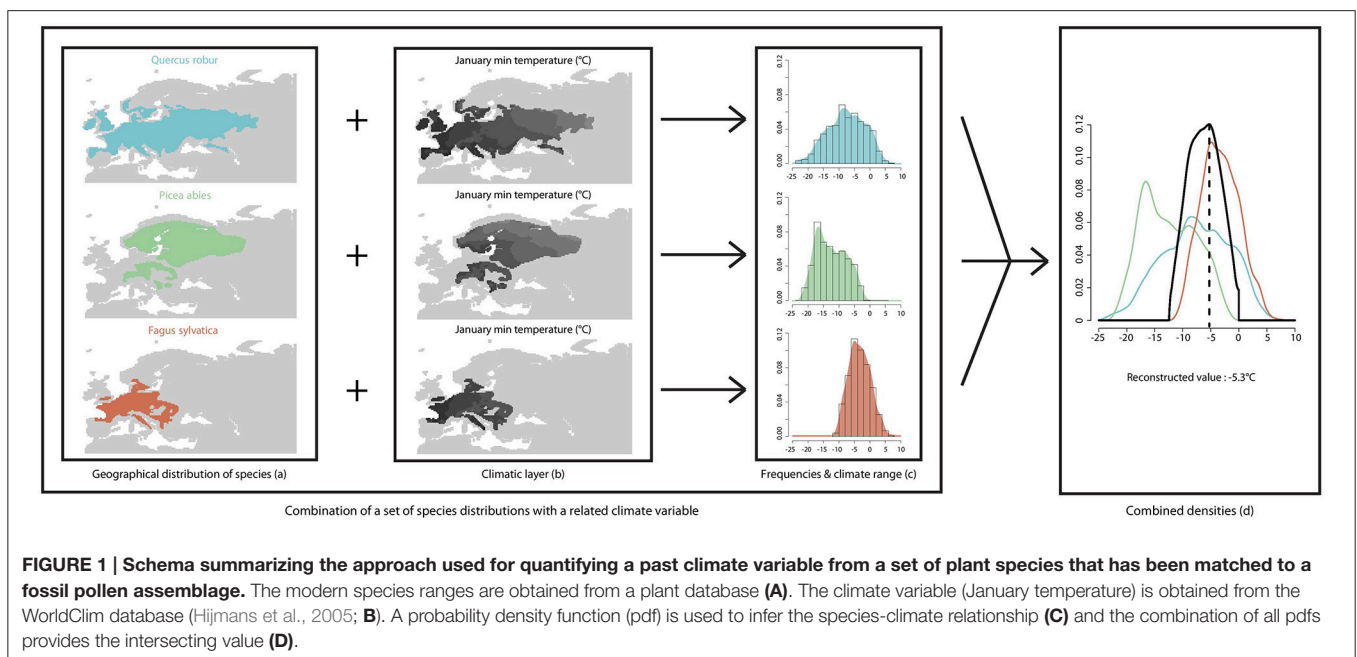 Quercus robur
January min temperature (°C)
0.12
0.08
0.04
0.00
-25 -20 -15 -10 -5 0 5 10
Picea abies
January min temperature (°C)
0.12
0.08
0.04
0.00
-25 -20 -15 -10 -5 0 5 10
Fagus sylvatica
January min temperature (°C)
0.12
0.08
0.04
0.00
-25 -20 -15 -10 -5 0 5 10
+
+
+
Geographical distribution of species (a)
Climatic layer (b)
Frequencies & climate range (c)
Combination of a set of species distributions with a related climate variable
0.12
0.10
0.08
0.06
0.04
0.02
0
-25 -20 -15 -10 -5 0 5 10
Reconstructed value : -5.3°C
Combined densities (d)
FIGURE 1 | Schema summarizing the approach used for quantifying a past climate variable from a set of plant species that has been matched to a
fossil pollen assemblage. The modern species ranges are obtained from a plant database (A). The climate variable (January temperature) is obtained from the
WorldClim database (Hijmans et al., 2005; B). A probability density function (pdf) is used to infer the species-climate relationship (C) and the combination of all pdfs
provides the intersecting value (D).